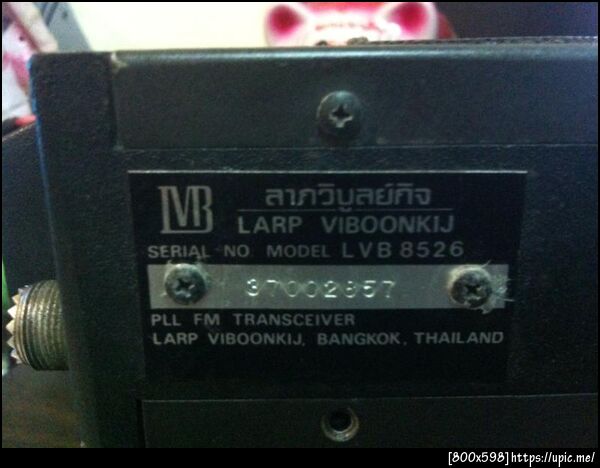 LVB
ลาภวิบูลย์กิจ
LARP VIBOONKIJ
SERIAL NO. MODEL LVB 8526
37002857
PLL FM TRANSCEIVER
LARP VIBOONKIJ, BANGKOK, THAILAND
[800x598] https://upic.me/